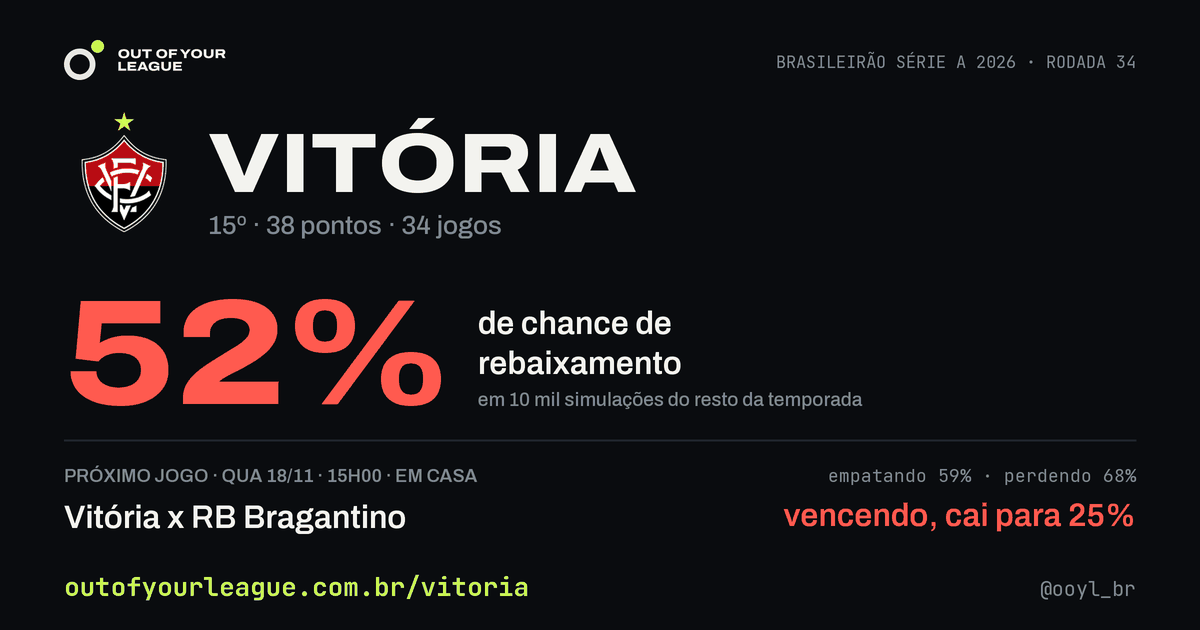 OUT OF YOUR
LEAGUE
BRASILEIRÃO SÉRIE A 2026 · RODADA 34
VITÓRIA
15º · 38 pontos · 34 jogos
52%
de chance de
rebaixamento
em 10 mil simulações do resto da temporada
PRÓXIMO JOGO · QUA 18/11 · 15H00 · EM CASA
Vitória x RB Bragantino
empatando 59% · perdendo 68%
vencendo, cai para 25%
outofyourleague.com.br/vitoria
@ooyl_br